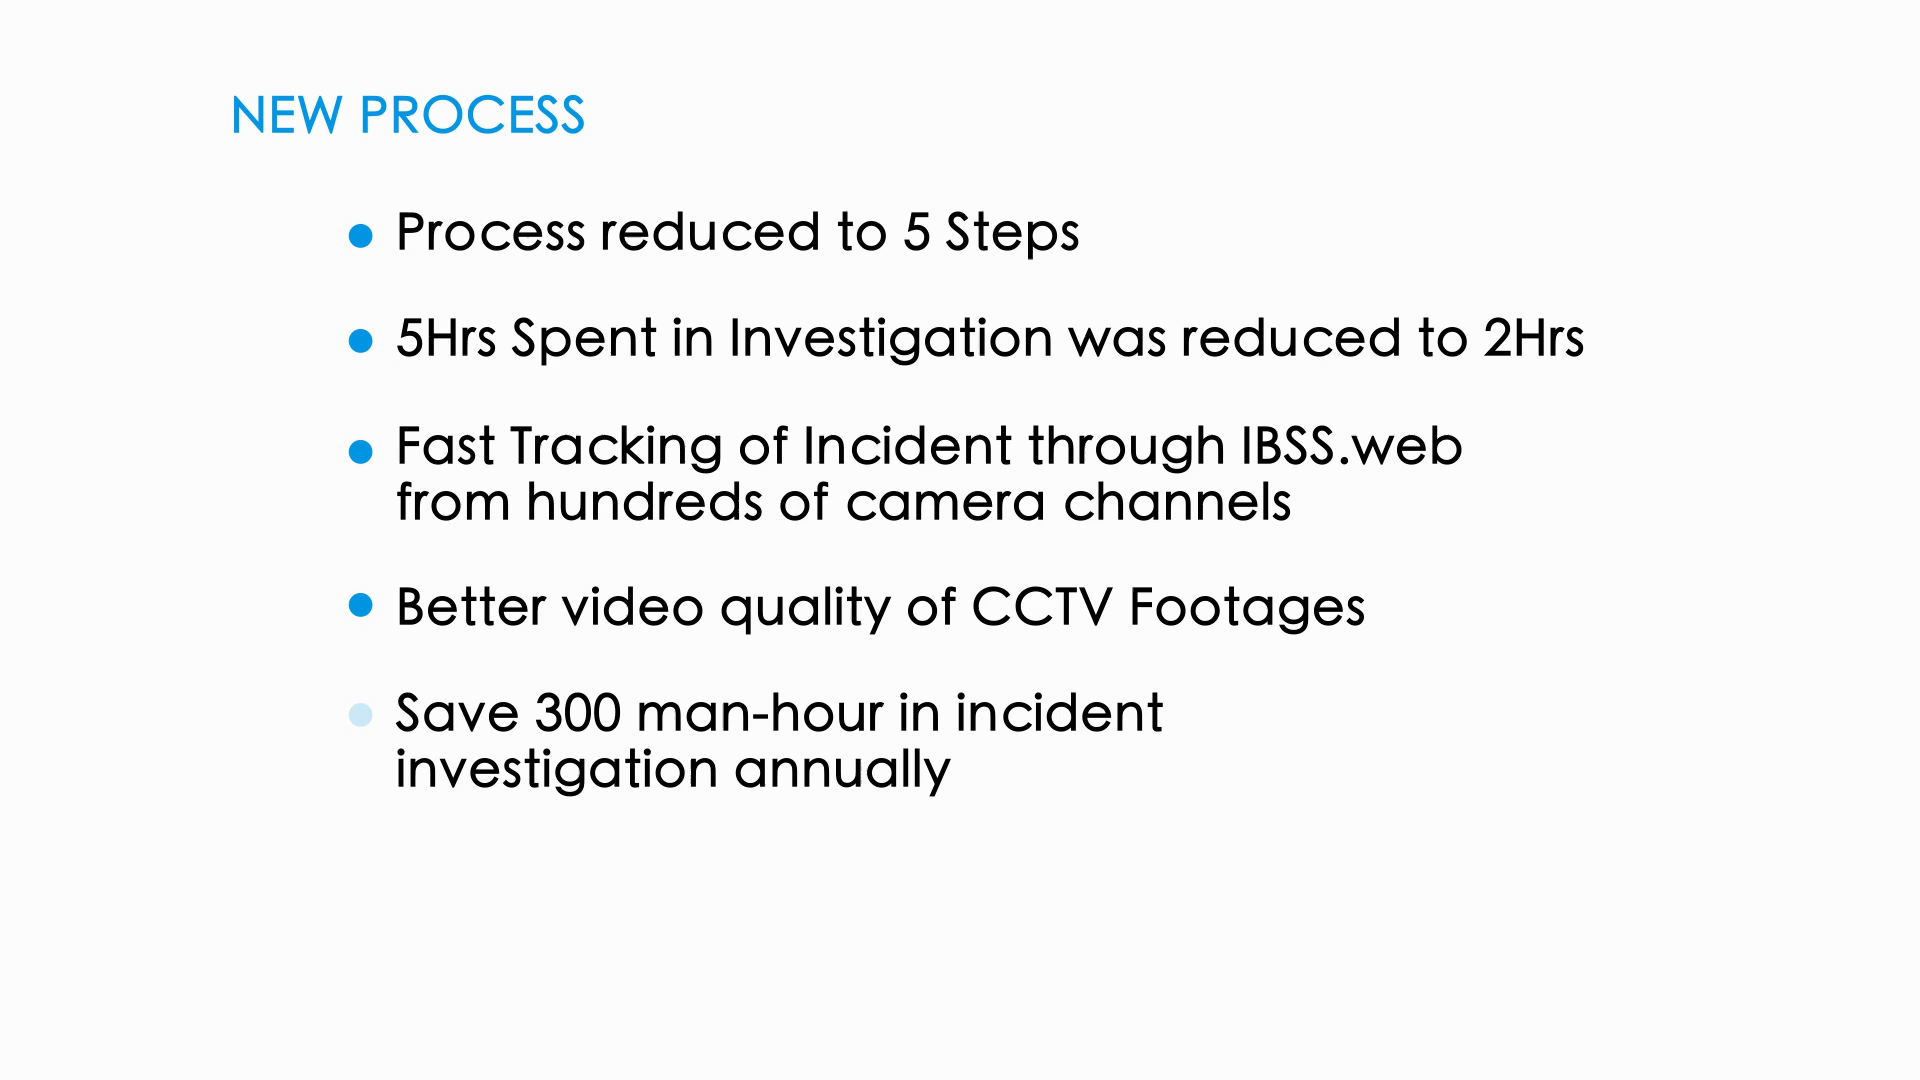 NEW PROCESS
Process reduced to 5 Steps
5Hrs Spent in Investigation was reduced to 2Hrs
Fast Tracking of Incident through IBSS.web
from hundreds of camera channels
Better video quality of CCTV Footages
Save 300 man-hour in incident
investigation annually